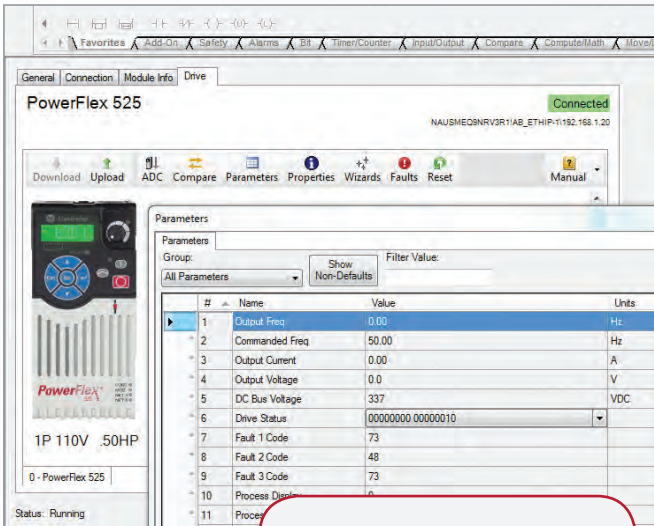 Favorites Add-On Safety Alarms Bit Timer/Counter Input/Output Compare Compute/Math Move/L
General Connection Module Info Drive
PowerFlex 525
Connected
NAUSMEQ9NRV3R1!AB_ETHIP-1\192.168.1.20
Download Upload ADC Compare Parameters Properties Wizards Faults Reset Manual
Parameters
Parameters
Group:
Show Non-Defaults
Filter Value:
All Parameters
# Name Value Units
1 Output Freq 0.00 Hz
2 Commanded Freq 50.00 Hz
3 Output Current 0.00 A
4 Output Voltage 0.0 V
5 DC Bus Voltage 337 VDC
6 Drive Status 00000000 00000010
7 Fault 1 Code 73
8 Fault 2 Code 48
9 Fault 3 Code 73
10 Process Display 0
11 Proces
PowerFlex
1P 110V .50HP
0 - PowerFlex 525
Status: Running